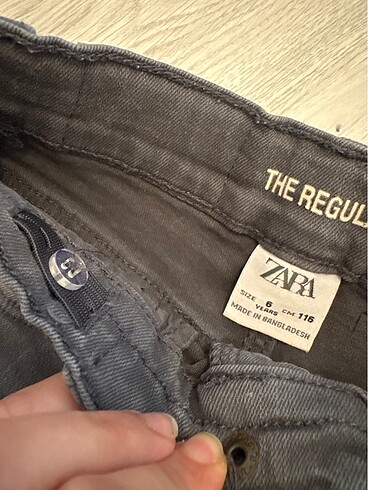 THE REGUL
ZARA
SIZE 6 YEARS CM 116
MADE IN BANGLADESH